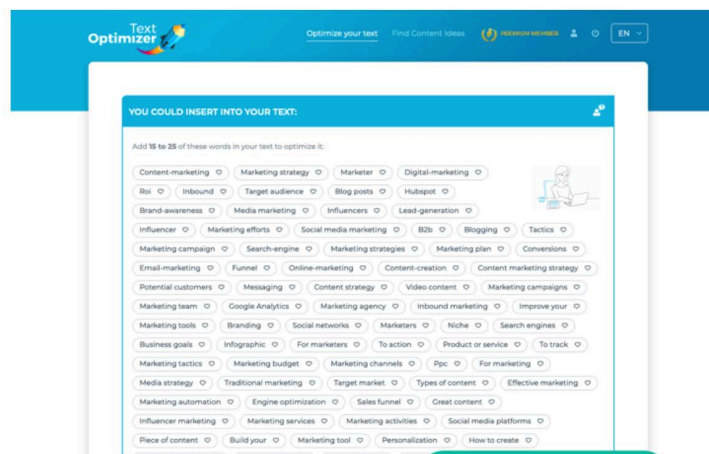 Text
Optimizer
Optimize your text Find Content Ideas PREMIUM MEMBER EN
YOU COULD INSERT INTO YOUR TEXT:
Add 15 to 25 of these words in your text to optimize it:
Content-marketing Marketing strategy Marketer Digital-marketing
Roi Inbound Target audience Blog posts Hubspot
Brand-awareness Media marketing Influencers Lead-generation
Influencer Marketing efforts Social media marketing B2b Blogging Tactics
Marketing campaign Search-engine Marketing strategies Marketing plan Conversions
Email-marketing Funnel Online-marketing Content-creation Content marketing strategy
Potential customers Messaging Content strategy Video content Marketing campaigns
Marketing team Google Analytics Marketing agency Inbound marketing Improve your
Marketing tools Branding Social networks Marketers Niche Search engines
Business goals Infographic For marketers To action Product or service To track
Marketing tactics Marketing budget Marketing channels Ppc For marketing
Media strategy Traditional marketing Target market Types of content Effective marketing
Marketing automation Engine optimization Sales funnel Great content
Influencer marketing Marketing services Marketing activities Social media platforms
Piece of content Build your Marketing tool Personalization How to create